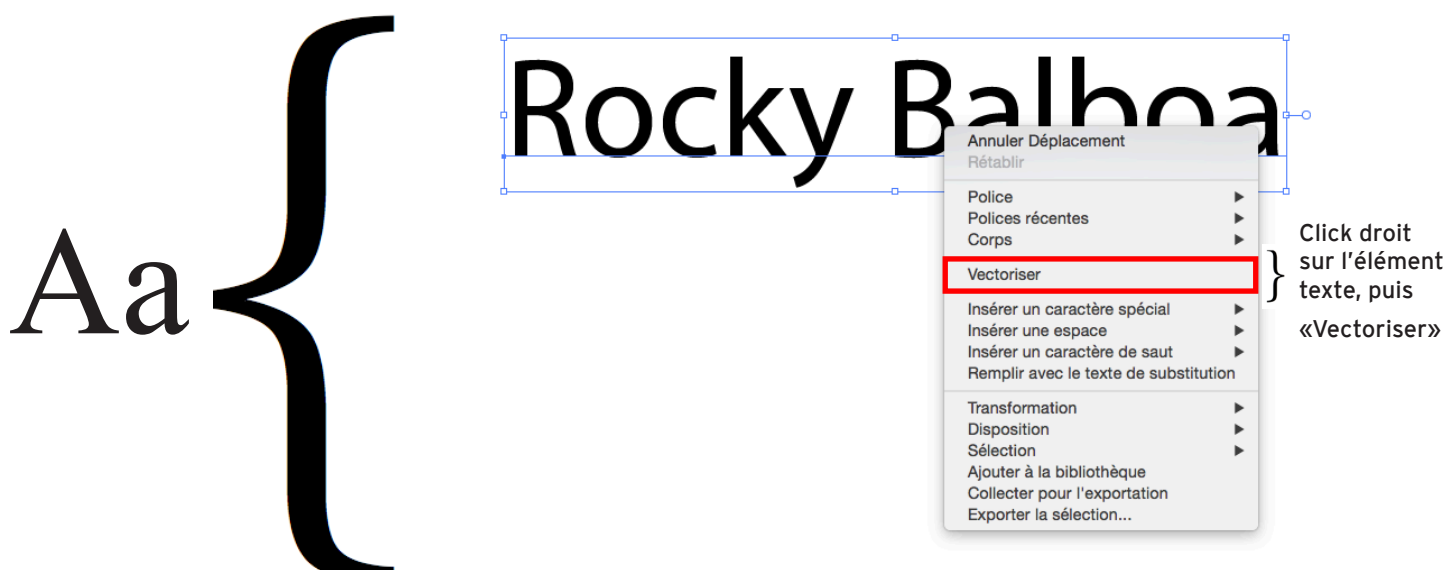 Aa
Rocky Balboa
Annuler Déplacement
Rétablir
Police
Polices récentes
Corps
Vectoriser
Insérer un caractère spécial
Insérer une espace
Insérer un caractère de saut
Remplir avec le texte de substitution
Transformation
Disposition
Sélection
Ajouter à la bibliothèque
Collecter pour l'exportation
Exporter la sélection...
Click droit
sur l’élément
texte, puis
«Vectoriser»